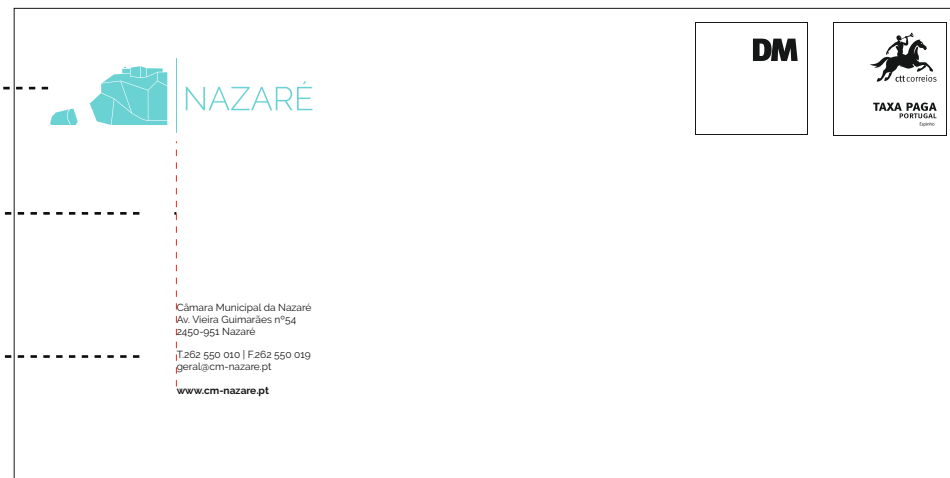 NAZARÉ
DM
ctt correios
TAXA PAGA
PORTUGAL
Espinho
Câmara Municipal da Nazaré
Av. Vieira Guimarães nº54
2450-951 Nazaré
T.262 550 010 | F.262 550 019
geral@cm-nazare.pt
www.cm-nazare.pt